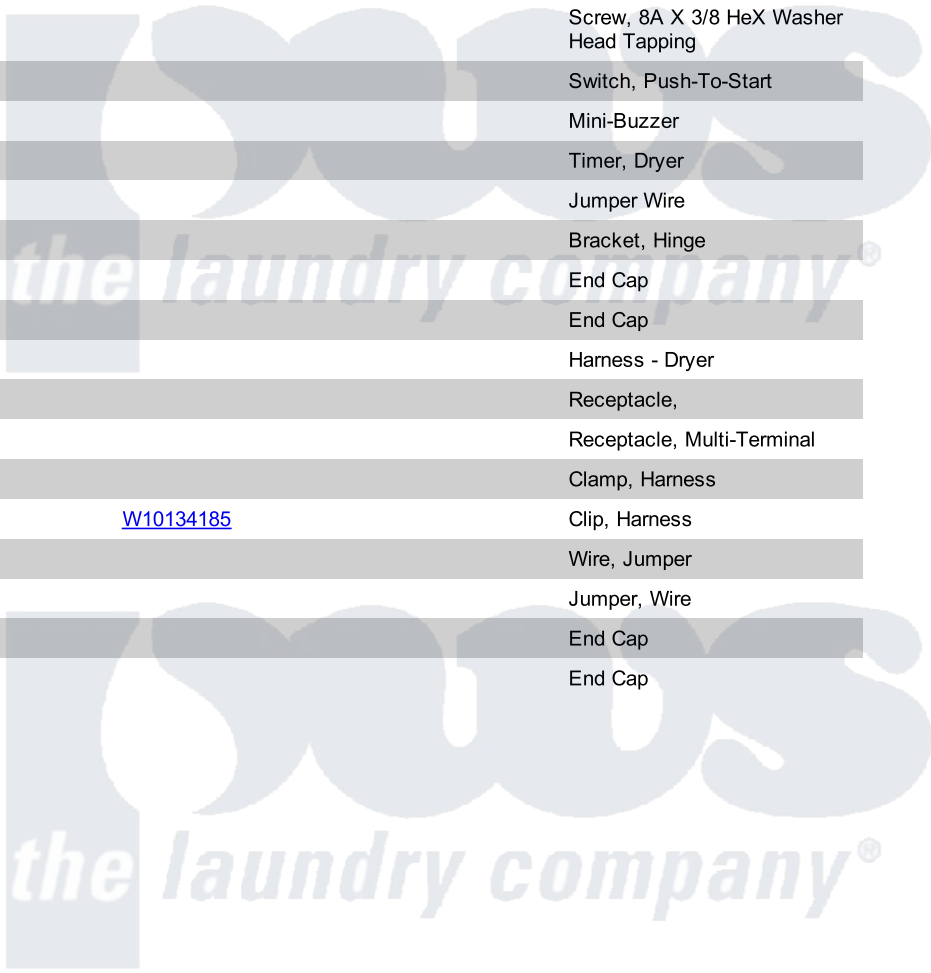 Screw, 8A X 3/8 HeX Washer
Head Tapping
Switch, Push-To-Start
Mini-Buzzer
Timer, Dryer
Jumper Wire
Bracket, Hinge
the laundry company®
End Cap
End Cap
Harness - Dryer
Receptacle,
Receptacle, Multi-Terminal
Clamp, Harness
W10134185 Clip, Harness
Wire, Jumper
Jumper, Wire
End Cap
End Cap
pws
the laundry company®